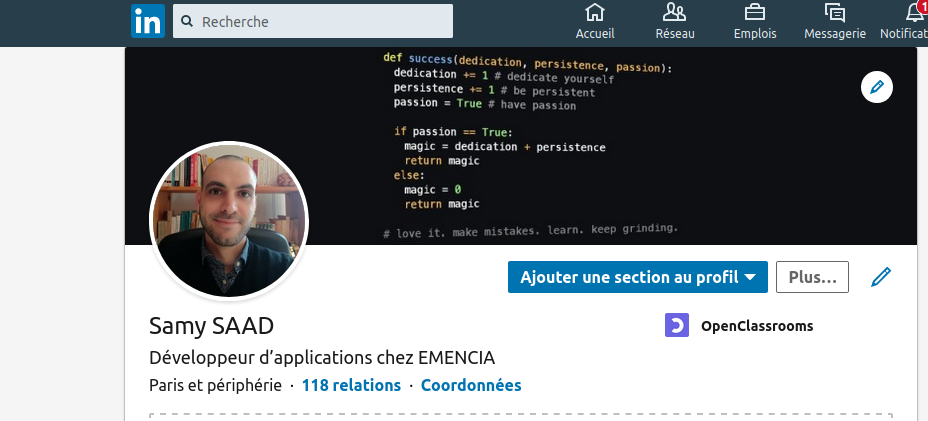 in Recherche
Accueil Réseau Emplois Messagerie Notificat
1
def success(dedication, persistence, passion):
dedication += 1 # dedicate yourself
persistence += 1 # be persistent
passion = True # have passion
if passion == True:
magic = dedication + persistence
return magic
else:
magic = 0
return magic
# love it. make mistakes. learn. keep grinding.
Ajouter une section au profil Plus...
Samy SAAD
OpenClassrooms
Développeur d’applications chez EMENCIA
Paris et périphérie · 118 relations · Coordonnées